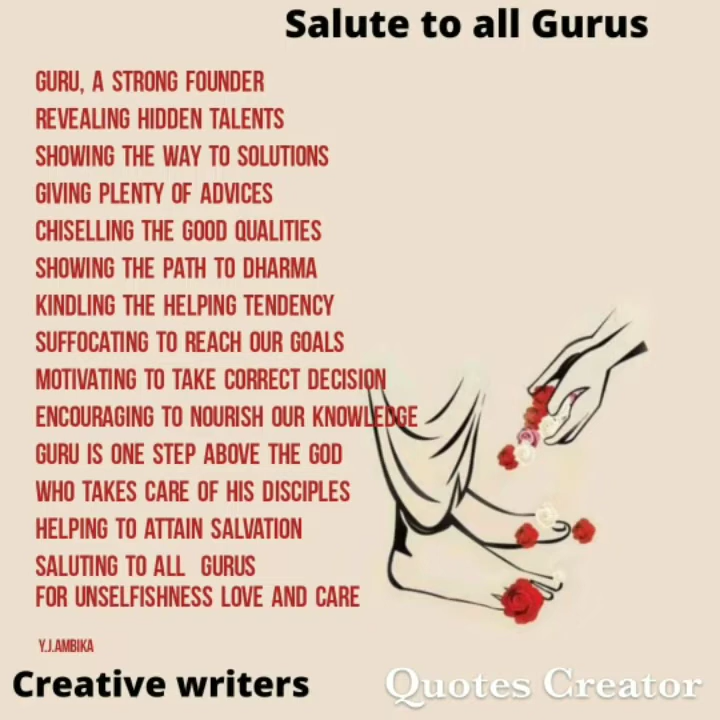 Salute to all Gurus
GURU, A STRONG FOUNDER
REVEALING HIDDEN TALENTS
SHOWING THE WAY TO SOLUTIONS
GIVING PLENTY OF ADVICES
CHISELLING THE GOOD QUALITIES
SHOWING THE PATH TO DHARMA
KINDLING THE HELPING TENDENCY
SUFFOCATING TO REACH OUR GOALS
MOTIVATING TO TAKE CORRECT DECISION
ENCOURAGING TO NOURISH OUR KNOWLEDGE
GURU IS ONE STEP ABOVE THE GOD
WHO TAKES CARE OF HIS DISCIPLES
HELPING TO ATTAIN SALVATION
SALUTING TO ALL  GURUS
FOR UNSELFISHNESS LOVE AND CARE
Y.J.AMBIKA
Creative writers
Quotes Creator